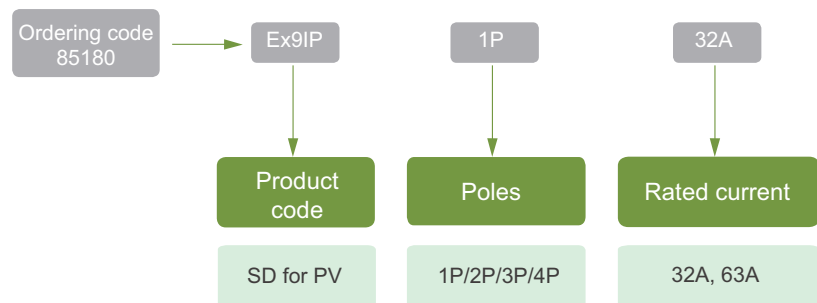 Ordering code
85180
Ex9IP
1P
32A
Product
code
Poles
Rated current
SD for PV
1P/2P/3P/4P
32A, 63A